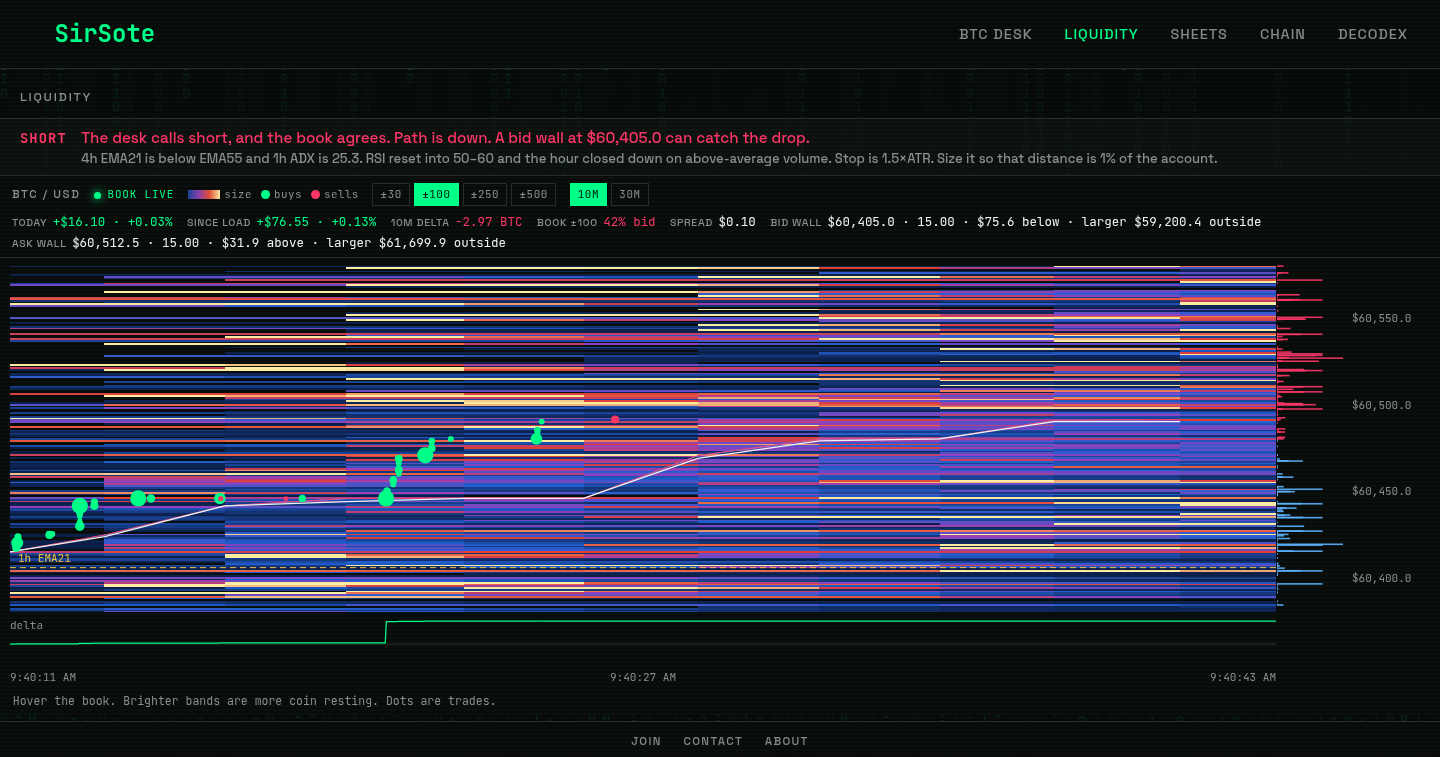 SirSote
BTC DESK LIQUIDITY SHEETS CHAIN DECODEX
LIQUIDITY
SHORT The desk calls short, and the book agrees. Path is down. A bid wall at $60,405.0 can catch the drop.
4h EMA21 is below EMA55 and 1h ADX is 25.3. RSI reset into 50–60 and the hour closed down on above-average volume. Stop is 1.5×ATR. Size it so that distance is 1% of the account.
BTC / USD BOOK LIVE size buys sells ±30 ±100 ±250 ±500 10M 30M
TODAY +$16.10 · +0.03% SINCE LOAD +$76.55 · +0.13% 10M DELTA -2.97 BTC BOOK ±100 42% bid SPREAD $0.10 BID WALL $60,405.0 · 15.00 · $75.6 below · larger $59,200.4 outside
ASK WALL $60,512.5 · 15.00 · $31.9 above · larger $61,699.9 outside
$60,550.0
$60,500.0
$60,450.0
1h EMA21
$60,400.0
delta
9:40:11 AM 9:40:27 AM 9:40:43 AM
Hover the book. Brighter bands are more coin resting. Dots are trades.
JOIN CONTACT ABOUT